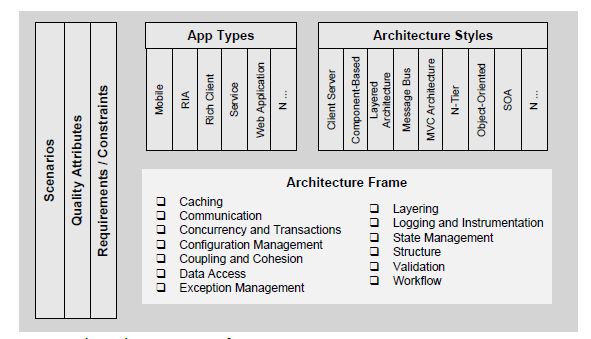 Scenarios
Quality Attributes
Requirements / Constraints
App Types
Mobile
RIA
Rich Client
Service
Web Application
N ...
Architecture Styles
Client Server
Component-Based
Layered
Architecture
Message Bus
MVC Architecture
N-Tier
Object-Oriented
SOA
N ...
Architecture Frame
Caching
Communication
Concurrency and Transactions
Configuration Management
Coupling and Cohesion
Data Access
Exception Management
Layering
Logging and Instrumentation
State Management
Structure
Validation
Workflow